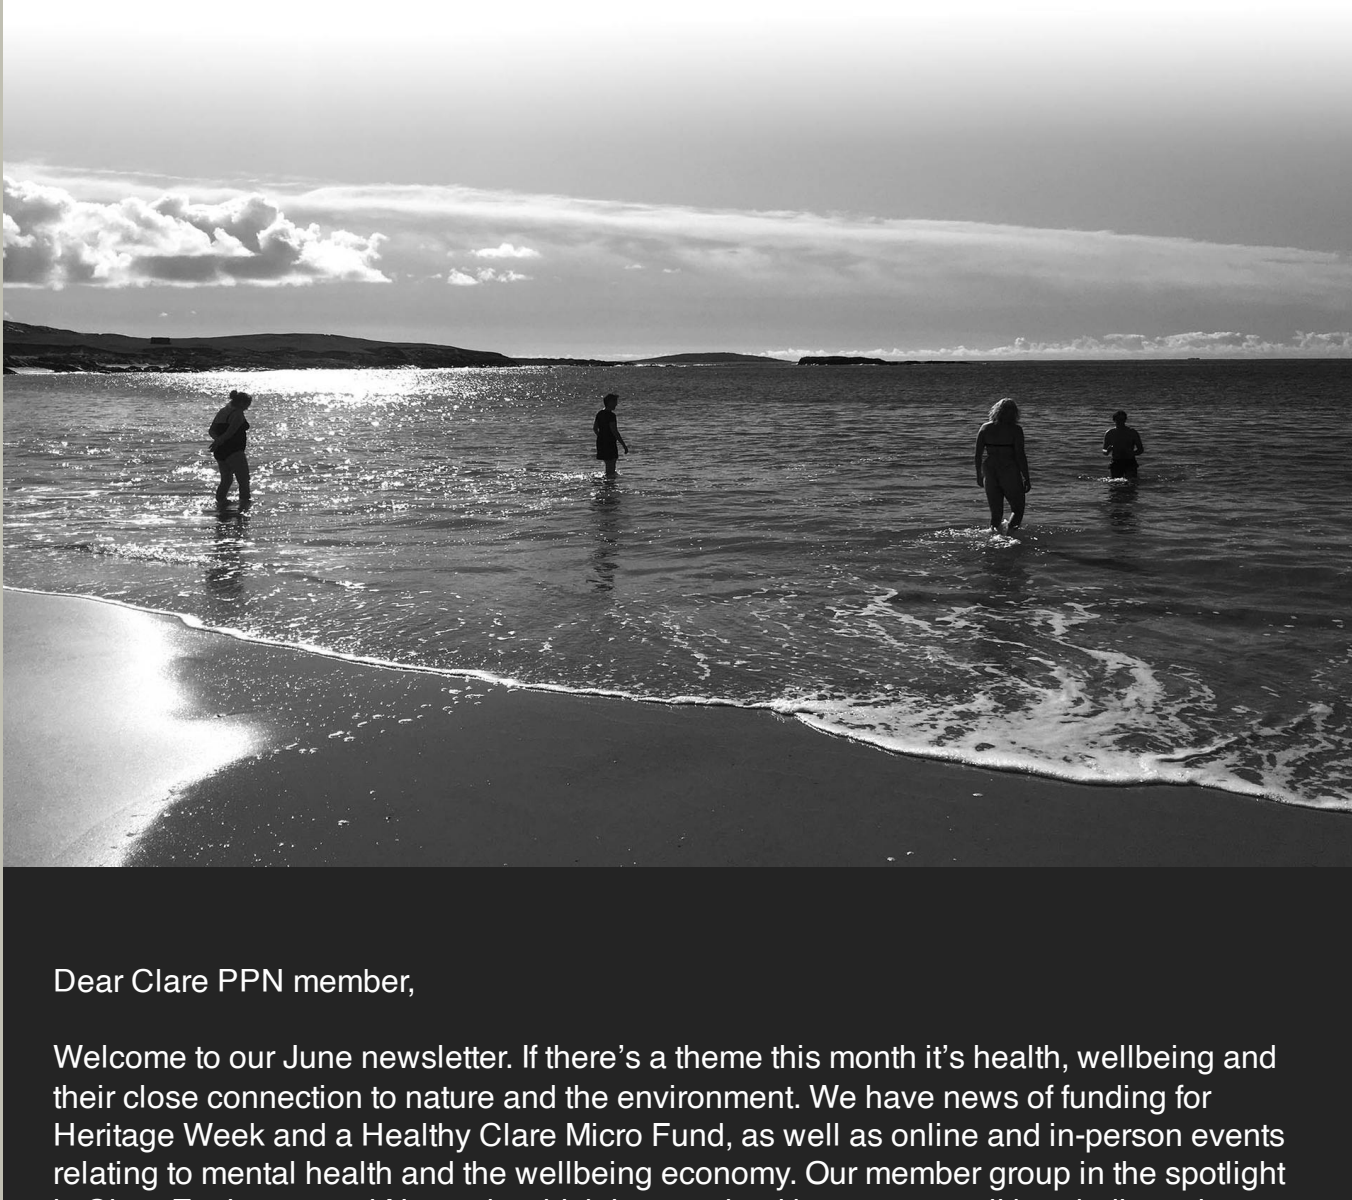 Dear Clare PPN member,
Welcome to our June newsletter. If there’s a theme this month it’s health, wellbeing and
their close connection to nature and the environment. We have news of funding for
Heritage Week and a Healthy Clare Micro Fund, as well as online and in-person events
relating to mental health and the wellbeing economy. Our member group in the spotlight